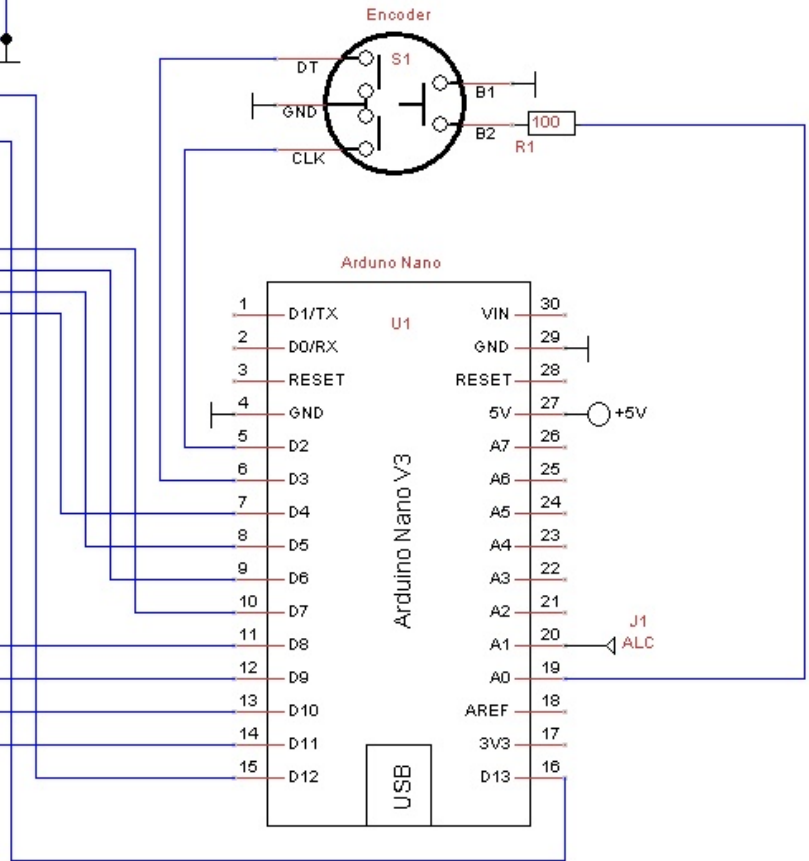 Encoder
DT
S1
GND
B1
CLK
B2
100
R1
Arduno Nano
U1
1 D1/TX VIN 30
2 D0/RX GND 29
3 RESET RESET 28
4 GND 5V 27 +5V
5 D2 A7 26
6 D3 A6 25
7 D4 A5 24
8 D5 A4 23
9 D6 A3 22
10 D7 A2 21
11 D8 A1 20 J1 ALC
12 D9 A0 19
13 D10 AREF 18
14 D11 3V3 17
15 D12 D13 16
Arduino Nano V3
USB